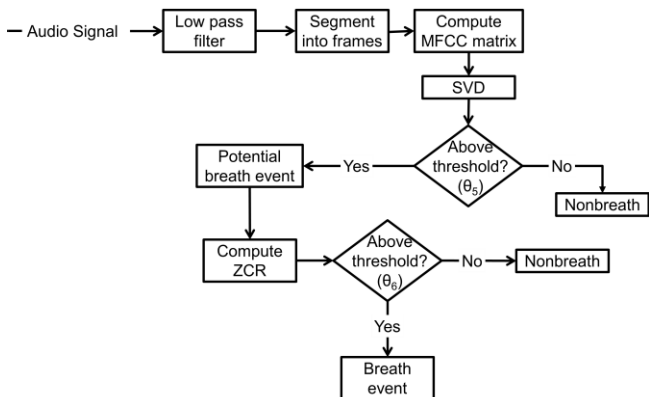 Audio Signal
Low pass
filter
Segment
into frames
Compute
MFCC matrix
SVD
Above
threshold?
(θ5)
Yes
No
Potential
breath event
Nonbreath
Compute
ZCR
Above
threshold?
(θ6)
No
Nonbreath
Yes
Breath
event